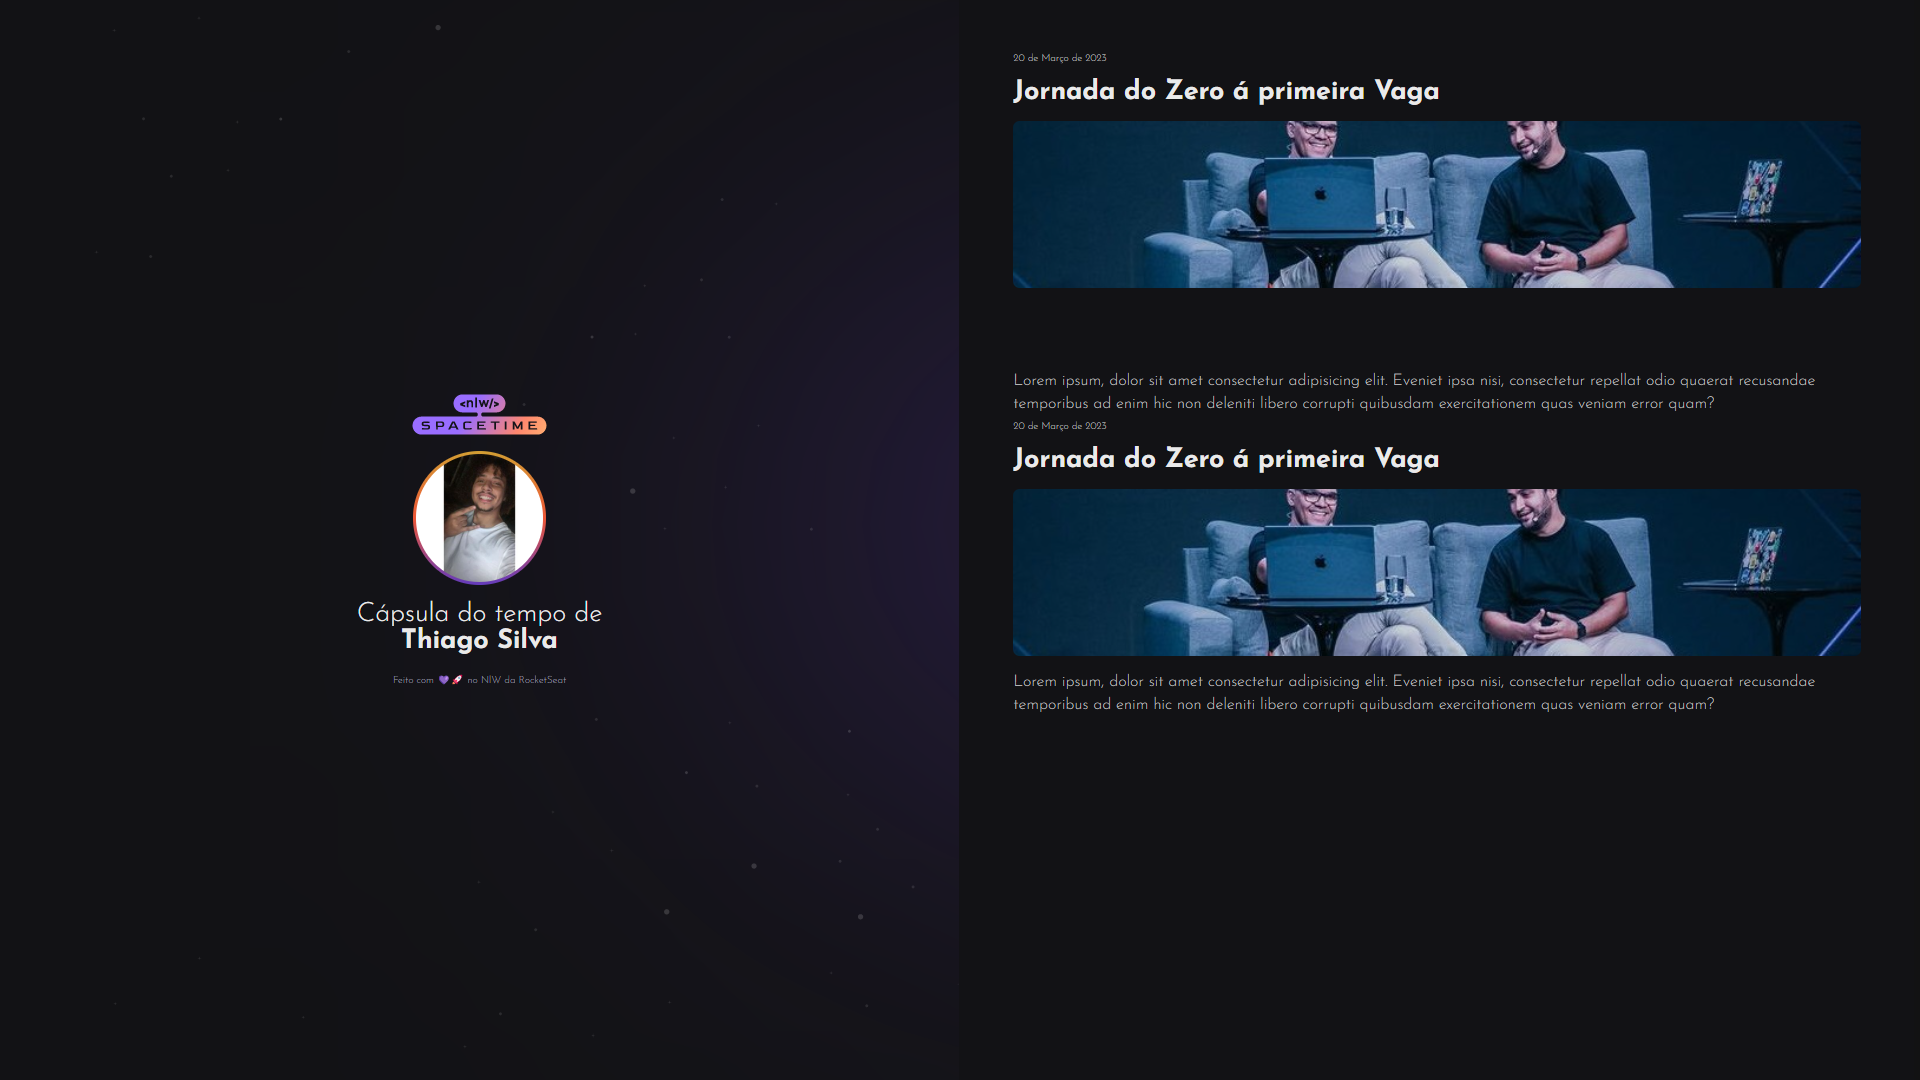 <nlw/>
SPACETIME
Cápsula do tempo de
Thiago Silva
Feito com 💜🚀 no NIW da RocketSeat
20 de Março de 2023
Jornada do Zero á primeira Vaga
Lorem ipsum, dolor sit amet consectetur adipisicing elit. Eveniet ipsa nisi, consectetur repellat odio quaerat recusandae
temporibus ad enim hic non deleniti libero corrupti quibusdam exercitationem quas veniam error quam?
20 de Março de 2023
Jornada do Zero á primeira Vaga
Lorem ipsum, dolor sit amet consectetur adipisicing elit. Eveniet ipsa nisi, consectetur repellat odio quaerat recusandae
temporibus ad enim hic non deleniti libero corrupti quibusdam exercitationem quas veniam error quam?